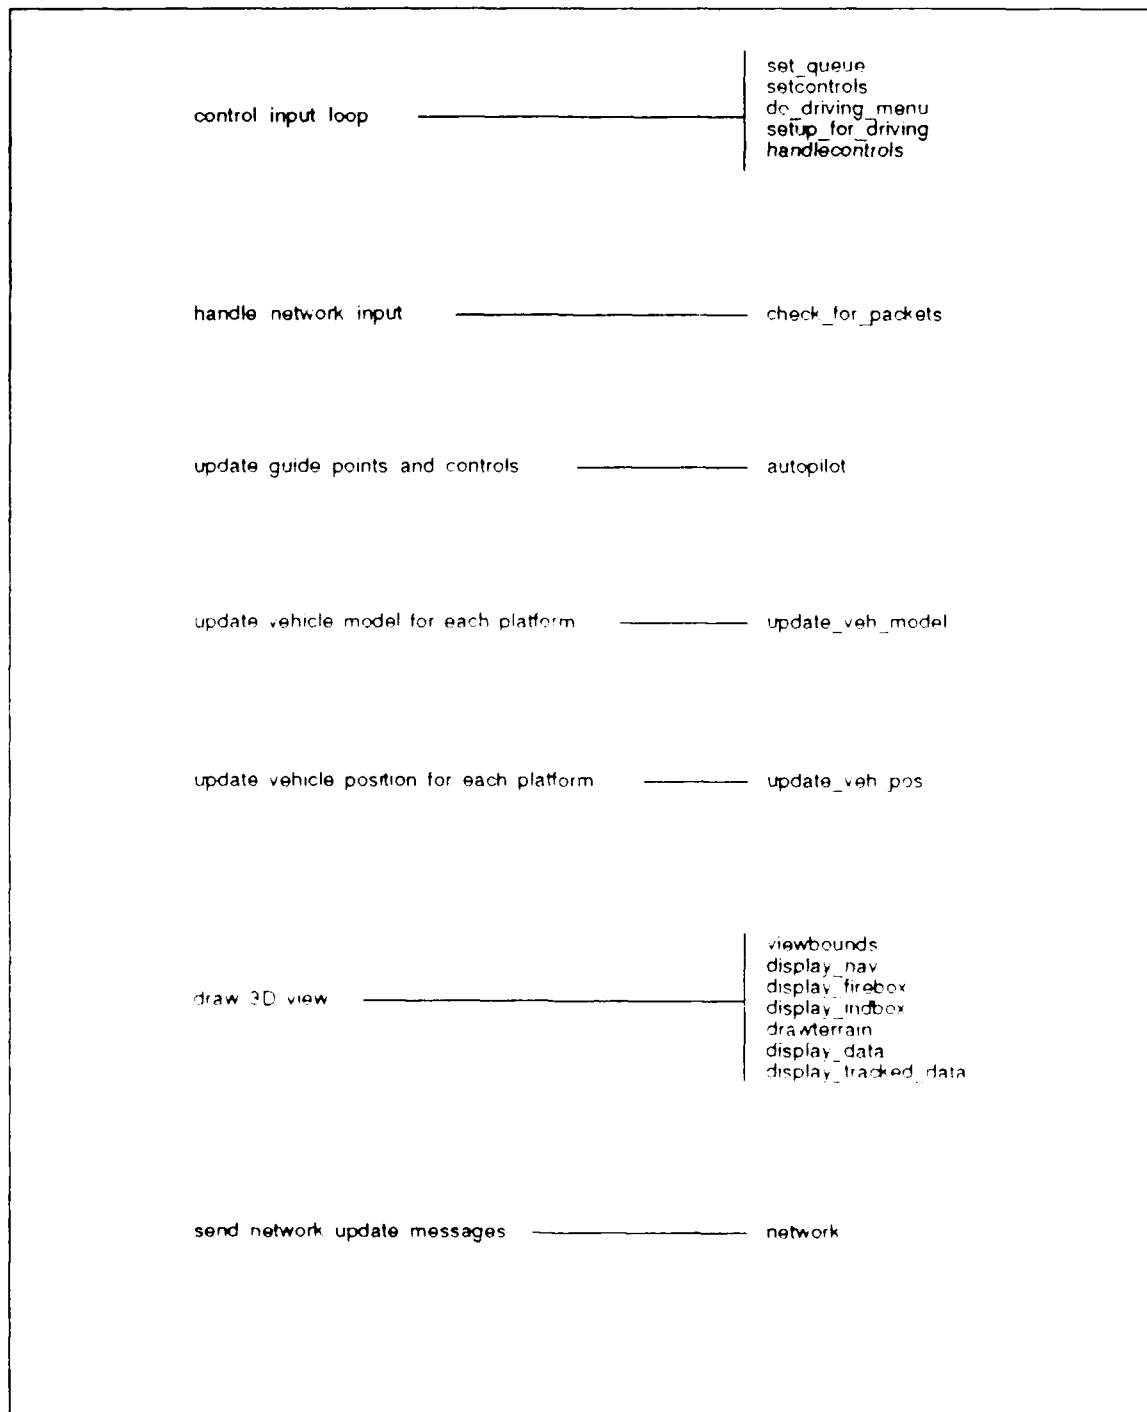 set_queue
setcontrols
do_driving_menu
control input loop
setup_for_driving
handlecontrols
handle network input
check_for_packets
update guide points and controls
autopilot
update vehicle model for each platform
update_veh_model
update vehicle position for each platform
update_veh pos
viewbounds
display_nav
display_firebox
draw 3D view
display_indbox
drawterrain
display_data
display_tracked_data
send network update messages
network